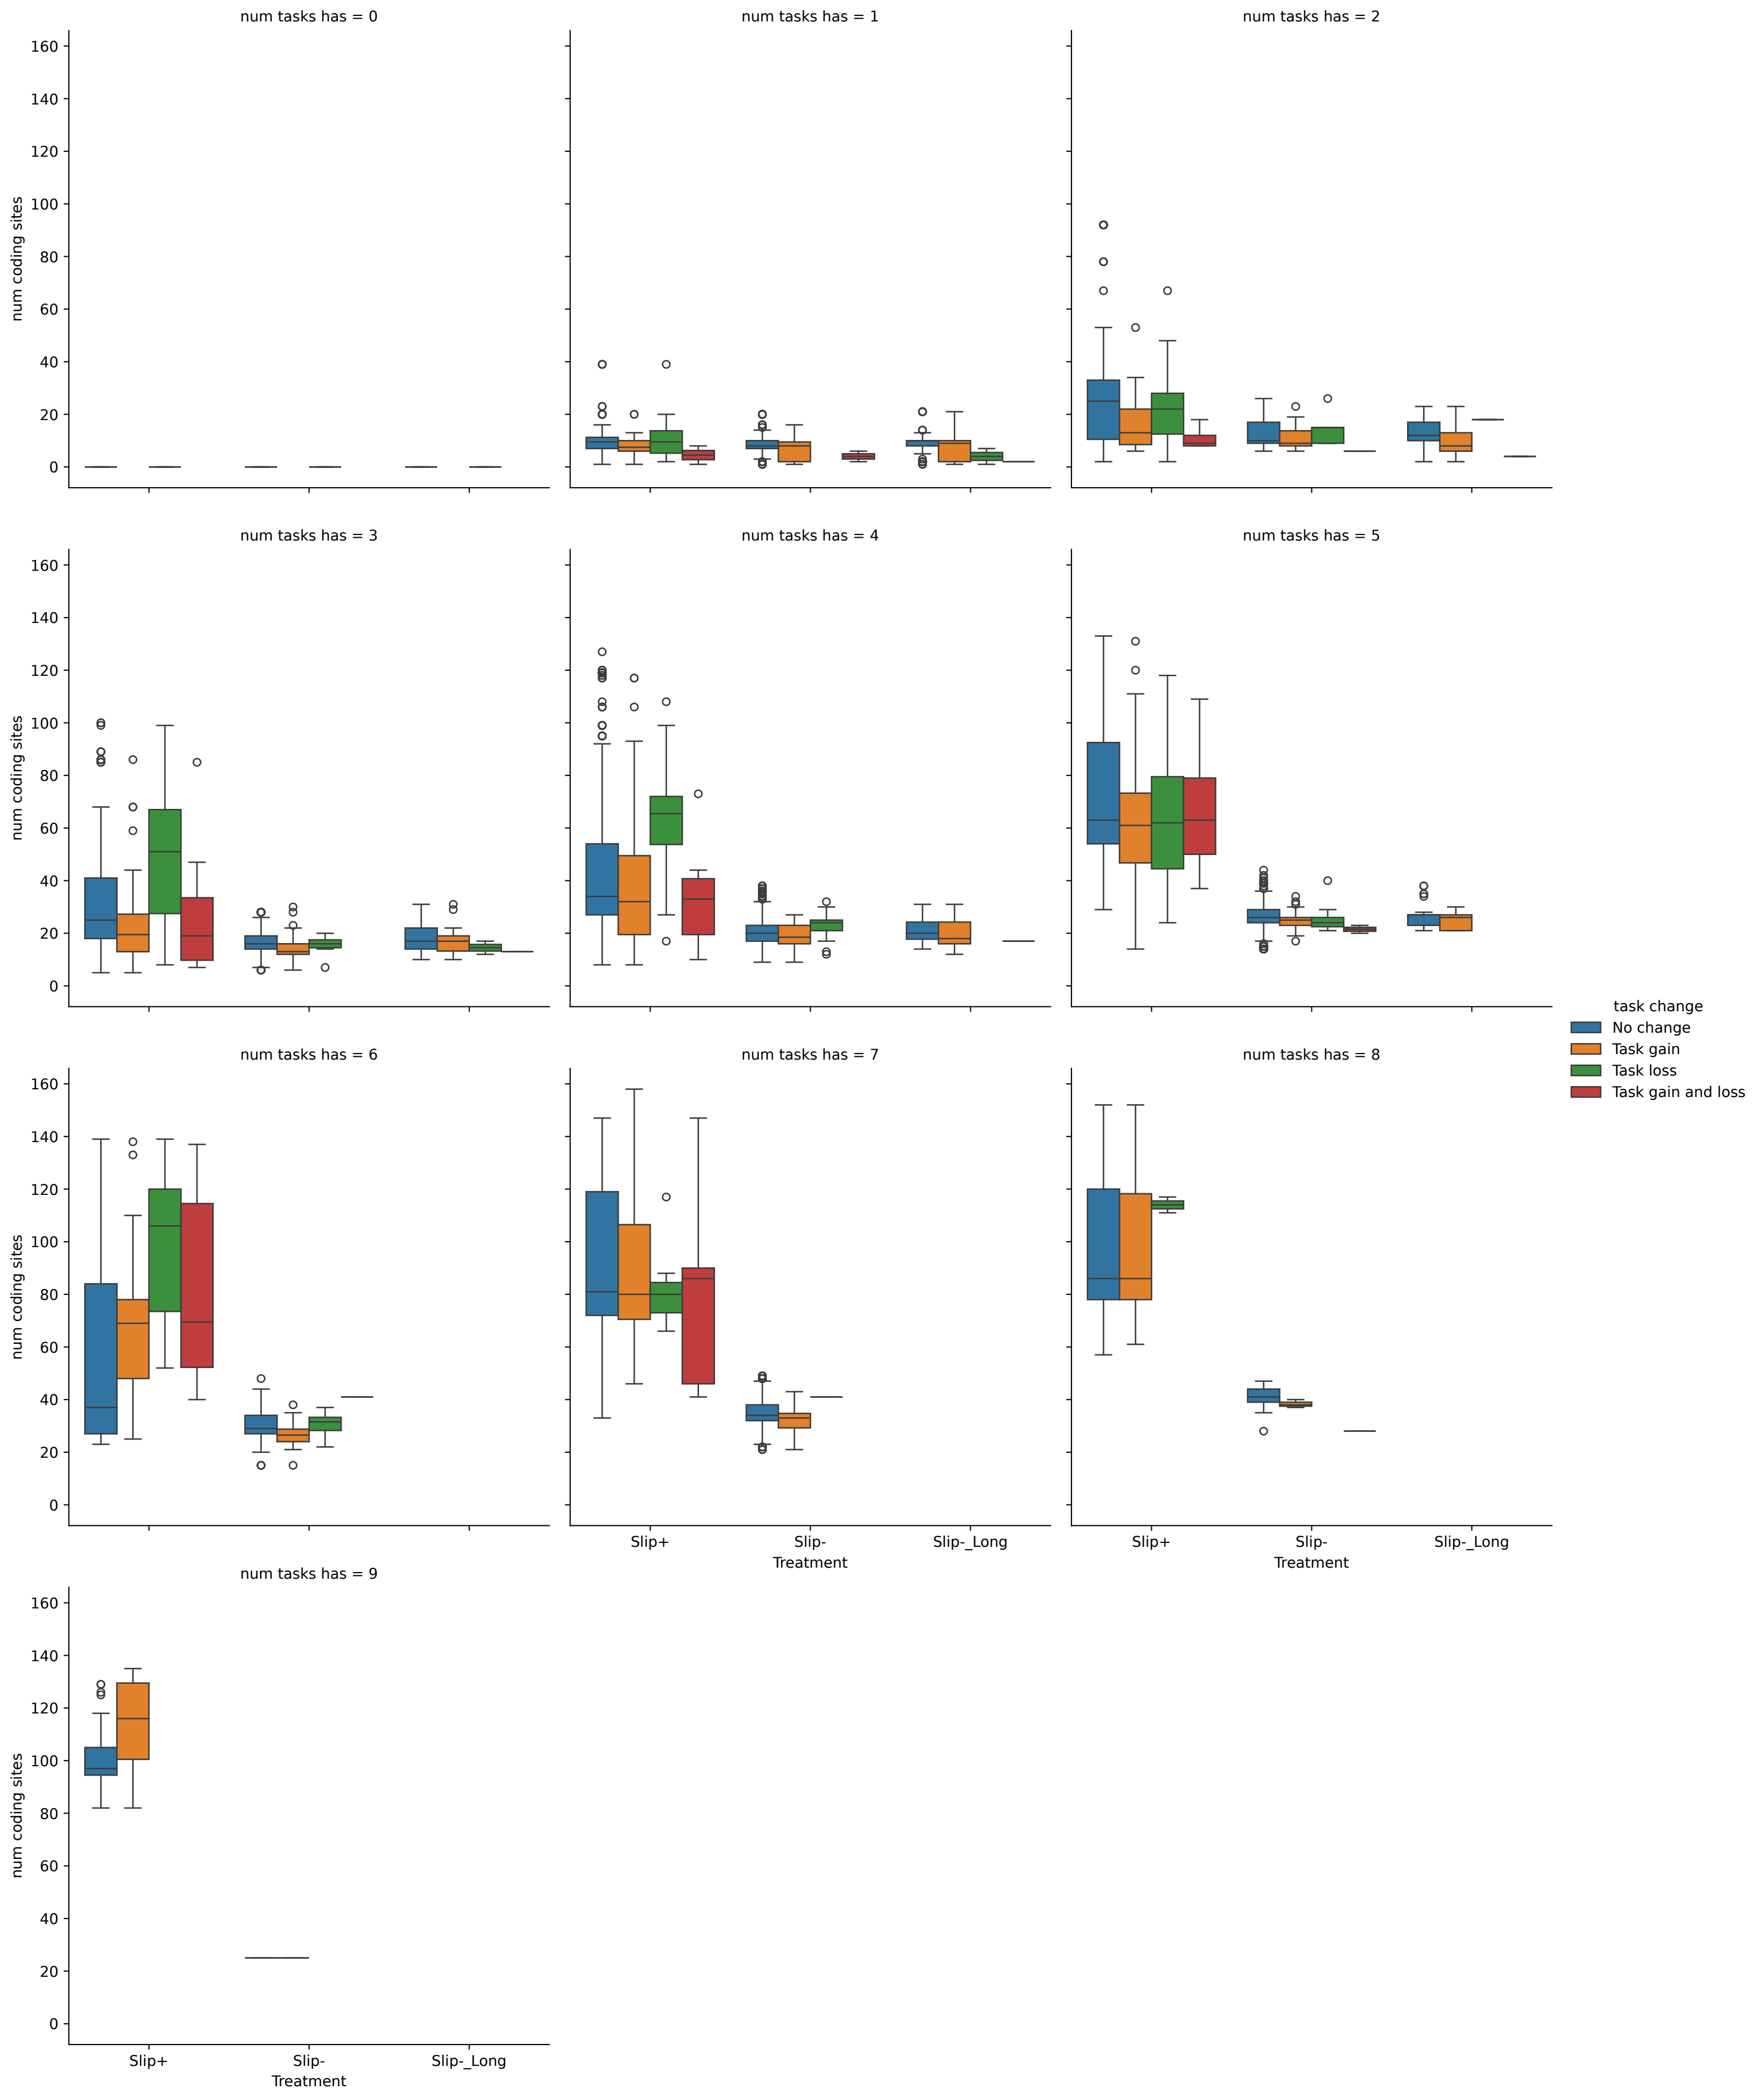 num tasks has = 0
num tasks has = 1
num tasks has = 2
160
140
120
100
80
60
40
20
0
num coding sites
num tasks has = 3
num tasks has = 4
num tasks has = 5
160
140
120
100
80
60
40
20
0
num coding sites
task change
No change
Task gain
Task loss
Task gain and loss
num tasks has = 6
num tasks has = 7
num tasks has = 8
160
140
120
100
80
60
40
20
0
num coding sites
Slip+
Slip-
Slip-_Long
Treatment
Slip+
Slip-
Slip-_Long
Treatment
num tasks has = 9
160
140
120
100
80
60
40
20
0
num coding sites
Slip+
Slip-
Slip-_Long
Treatment